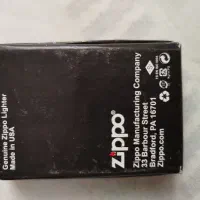 Genuine Zippo Lighter
Made in USA
zippo
Zippo Manufacturing Company
33 Barbour Street
Bradford, PA 16701
Zippo.com